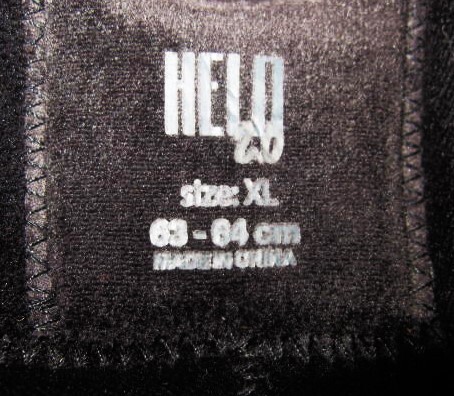 HELD
2.0
size: XL
63 - 64 cm
MADE IN CHINA